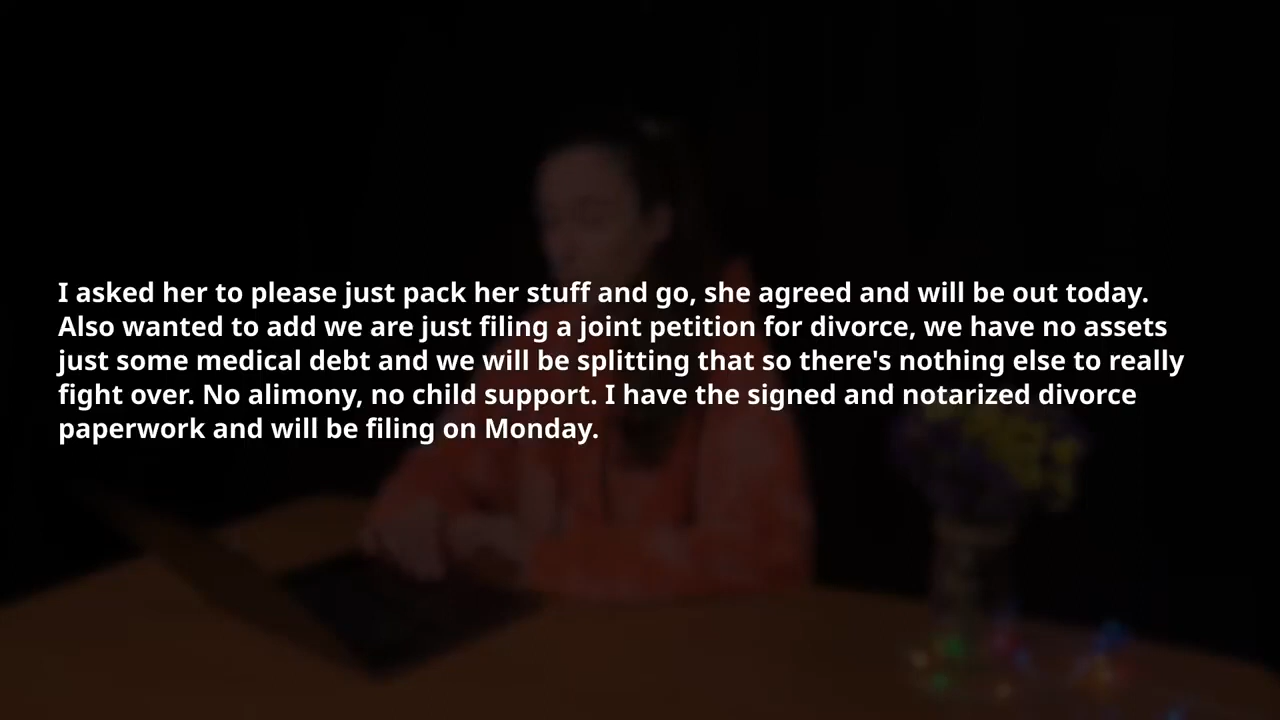 I asked her to please just pack her stuff and go, she agreed and will be out today.
Also wanted to add we are just filing a joint petition for divorce, we have no assets
just some medical debt and we will be splitting that so there's nothing else to really
fight over. No alimony, no child support. I have the signed and notarized divorce
paperwork and will be filing on Monday.